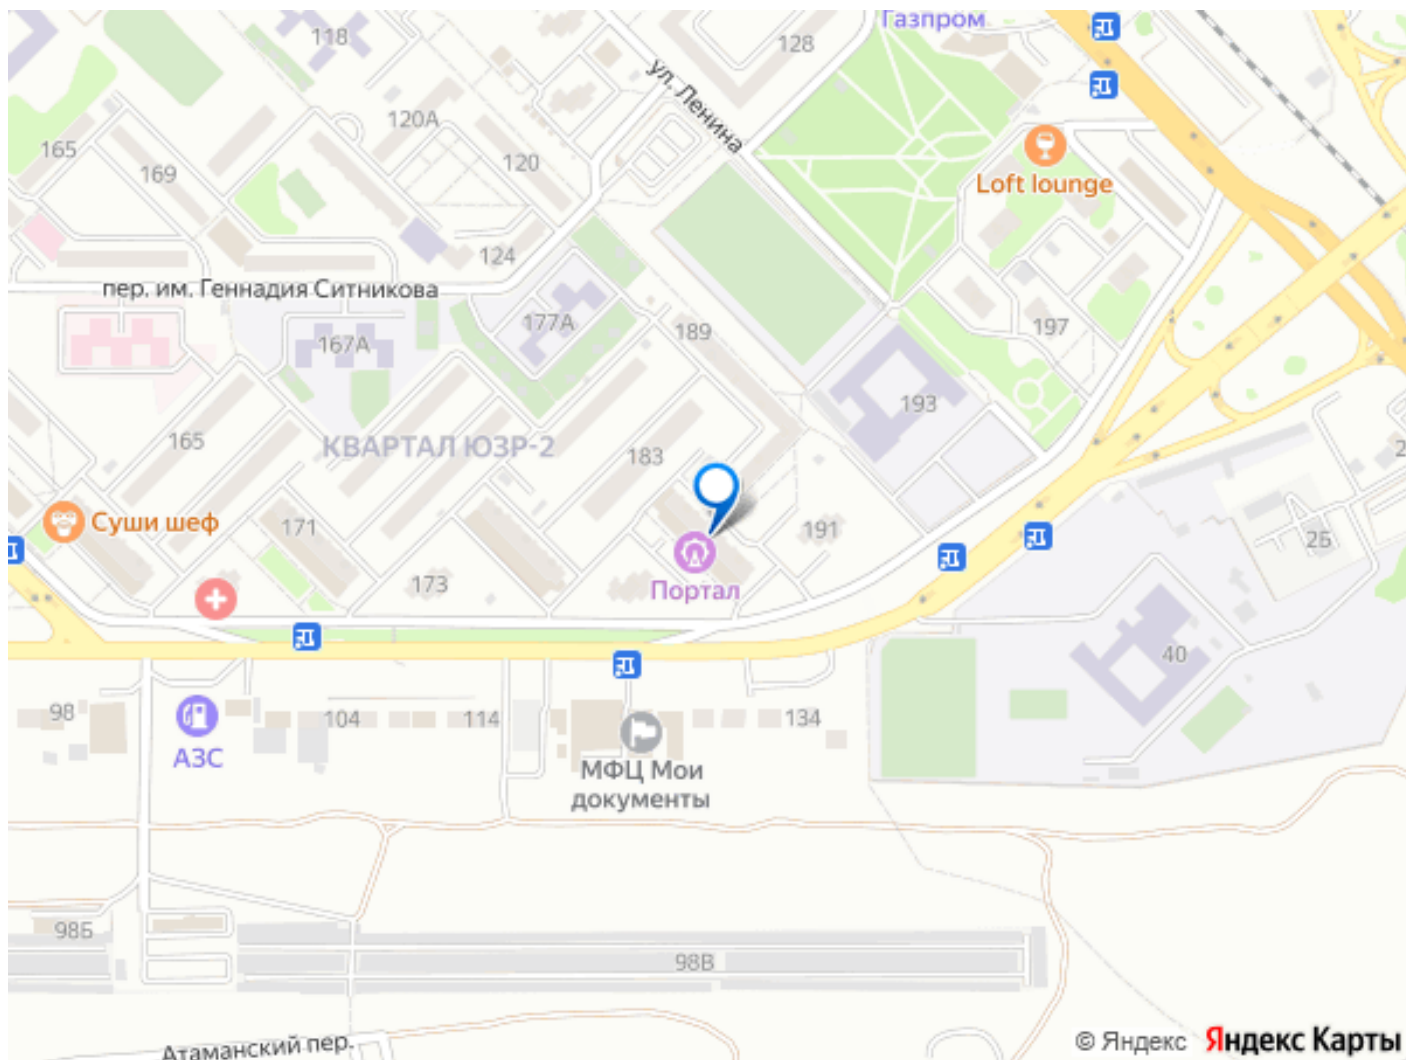 Газпром
118
128
ул. Ленина
120А
165
169
120
Loft lounge
124
пер. им. Геннадия Ситникова
177А
189
197
167А
193
165
КВАРТАЛ ЮЗР-2
183
2
Суши шеф
171
191
2Б
173
Портал
40
98
104
114
134
АЗС
МФЦ Мои
документы
98Б
98В
Атаманский пер.
© Яндекс Яндекс Карты